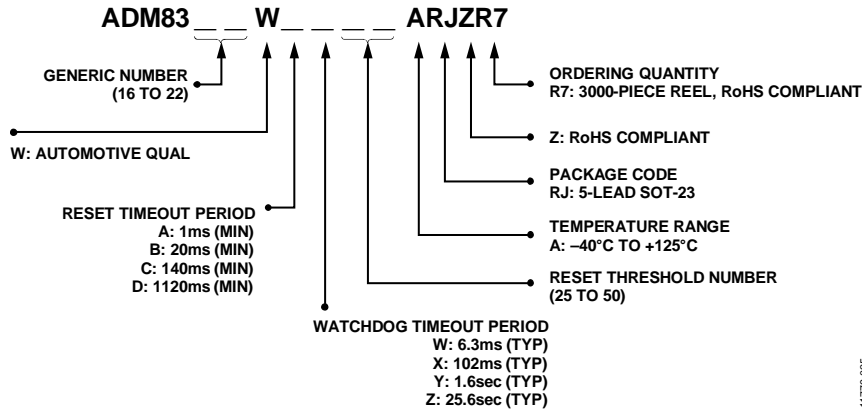 ADM83_ _ W_ _ _ _ ARJZR7
GENERIC NUMBER
(16 TO 22)
W: AUTOMOTIVE QUAL
RESET TIMEOUT PERIOD
A: 1ms (MIN)
B: 20ms (MIN)
C: 140ms (MIN)
D: 1120ms (MIN)
WATCHDOG TIMEOUT PERIOD
W: 6.3ms (TYP)
X: 102ms (TYP)
Y: 1.6sec (TYP)
Z: 25.6sec (TYP)
ORDERING QUANTITY
R7: 3000-PIECE REEL, RoHS COMPLIANT
Z: RoHS COMPLIANT
PACKAGE CODE
RJ: 5-LEAD SOT-23
TEMPERATURE RANGE
A: –40°C TO +125°C
RESET THRESHOLD NUMBER
(25 TO 50)